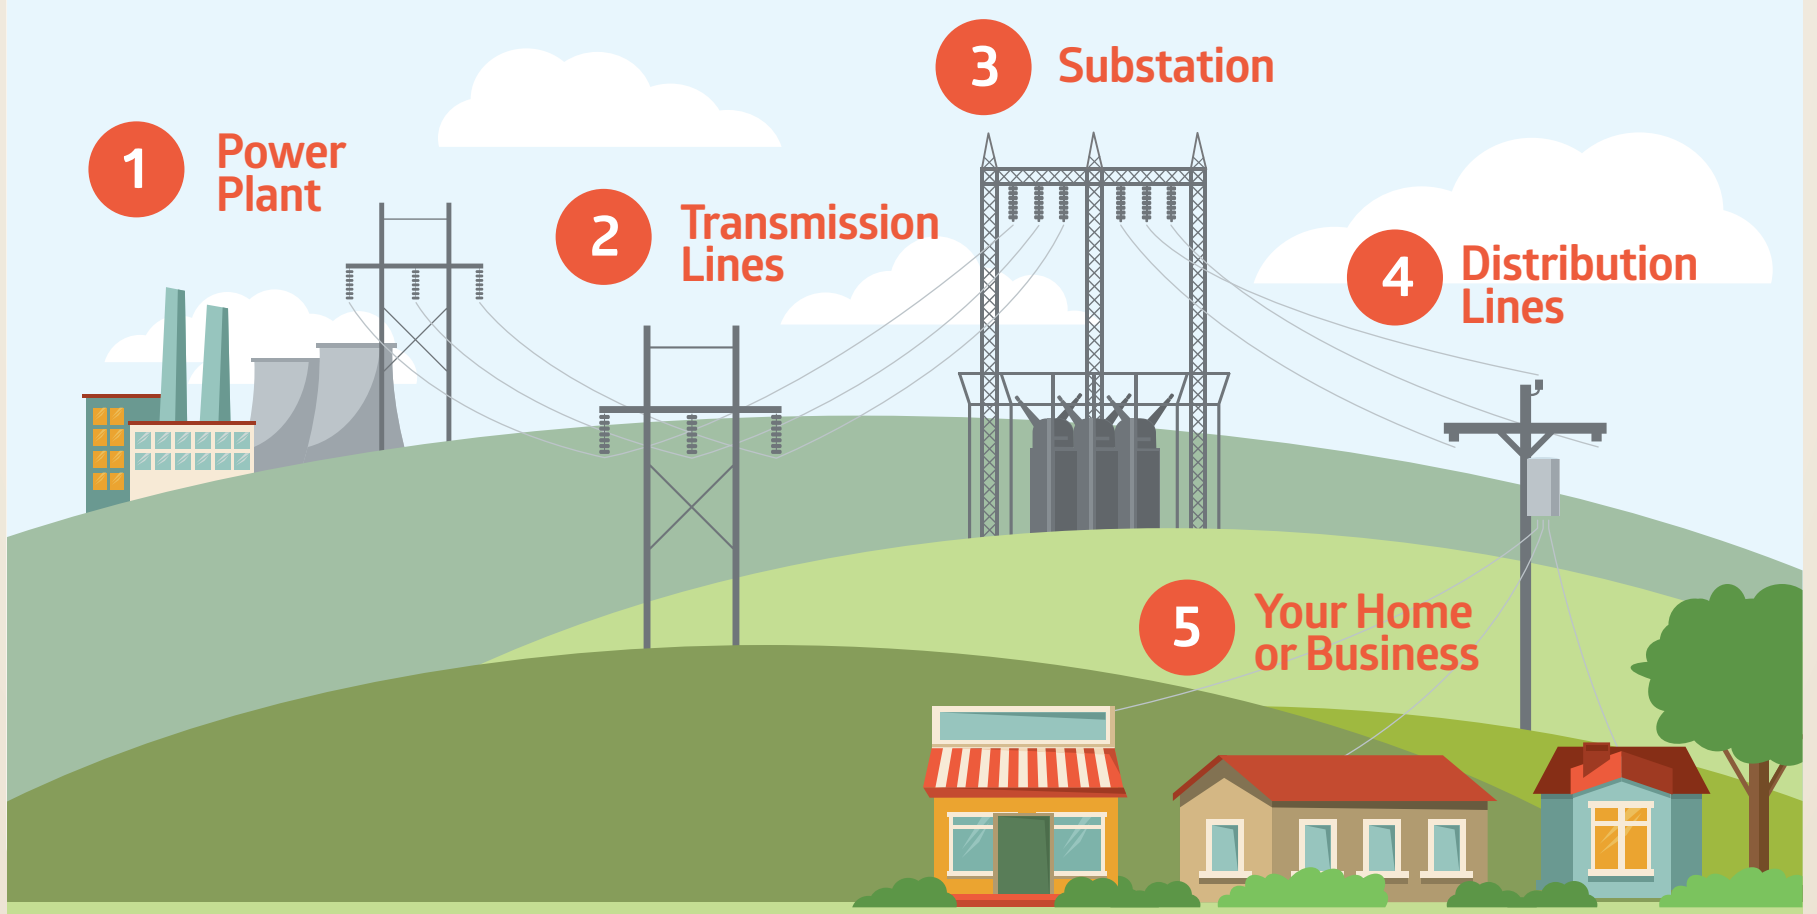 1
Power
Plant
2
Transmission
Lines
3
Substation
4
Distribution
Lines
5
Your Home
or Business